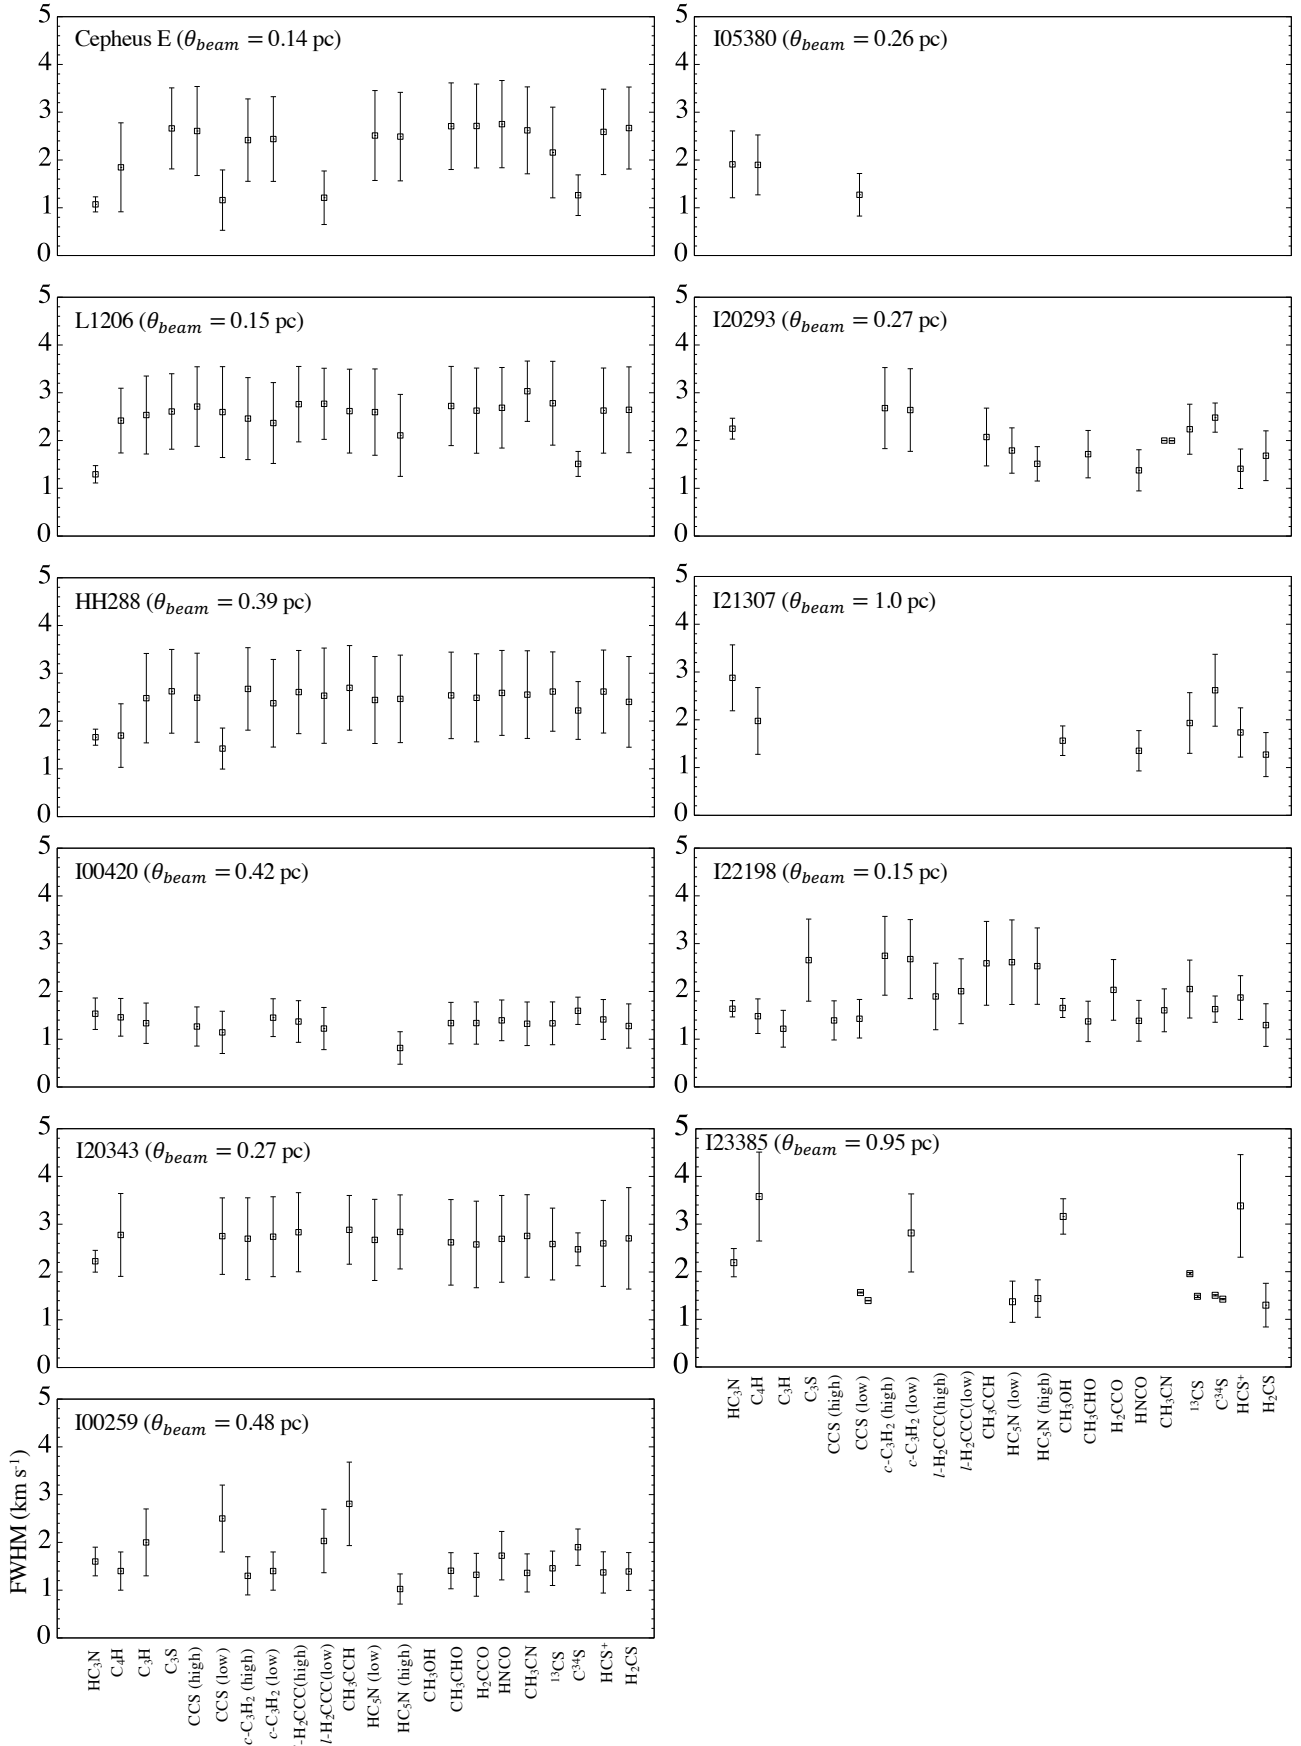 Cepheus E (θ_beam = 0.14 pc)
5
4
3
2
1
0
L1206 (θ_beam = 0.15 pc)
5
4
3
2
1
0
HH288 (θ_beam = 0.39 pc)
5
4
3
2
1
0
I00420 (θ_beam = 0.42 pc)
5
4
3
2
1
0
I20343 (θ_beam = 0.27 pc)
5
4
3
2
1
0
I00259 (θ_beam = 0.48 pc)
5
4
3
2
1
0
FWHM (km s⁻¹)
HC₃N
C₄H
C₃H
C₃S
CCS (high)
CCS (low)
c-C₃H₂ (high)
c-C₃H₂ (low)
l-H₂CCC(high)
l-H₂CCC(low)
CH₃CCH
HC₅N (low)
HC₅N (high)
CH₃OH
CH₃CHO
H₂CCO
HNCO
CH₃CN
¹³CS
C³⁴S
HCS⁺
H₂CS
I05380 (θ_beam = 0.26 pc)
5
4
3
2
1
0
I20293 (θ_beam = 0.27 pc)
5
4
3
2
1
0
I21307 (θ_beam = 1.0 pc)
5
4
3
2
1
0
I22198 (θ_beam = 0.15 pc)
5
4
3
2
1
0
I23385 (θ_beam = 0.95 pc)
5
4
3
2
1
0
HC₃N
C₄H
C₃H
C₃S
CCS (high)
CCS (low)
c-C₃H₂ (high)
c-C₃H₂ (low)
l-H₂CCC(high)
l-H₂CCC(low)
CH₃CCH
HC₅N (low)
HC₅N (high)
CH₃OH
CH₃CHO
H₂CCO
HNCO
CH₃CN
¹³CS
C³⁴S
HCS⁺
H₂CS